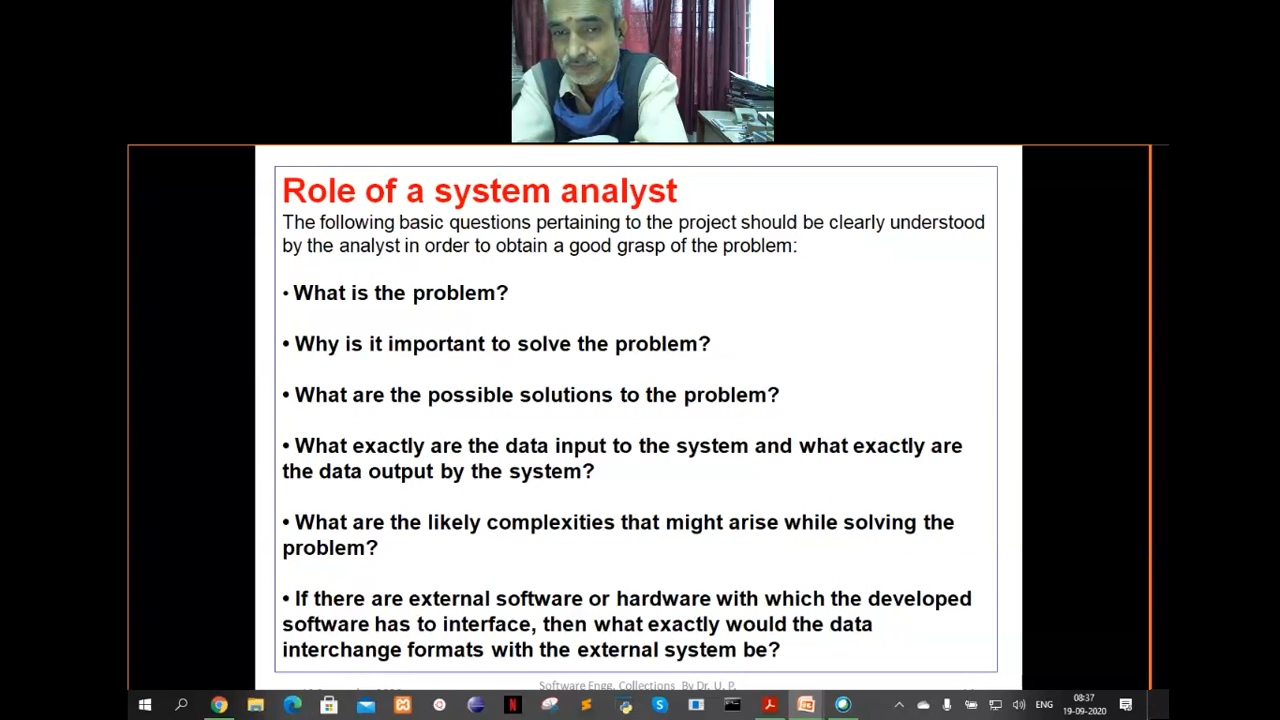 Role of a system analyst
The following basic questions pertaining to the project should be clearly understood
by the analyst in order to obtain a good grasp of the problem:
• What is the problem?
• Why is it important to solve the problem?
• What are the possible solutions to the problem?
• What exactly are the data input to the system and what exactly are
the data output by the system?
• What are the likely complexities that might arise while solving the
problem?
• If there are external software or hardware with which the developed
software has to interface, then what exactly would the data
interchange formats with the external system be?
Software Engg. Collections By Dr. U. P.
ENG
08:37
19-09-2020